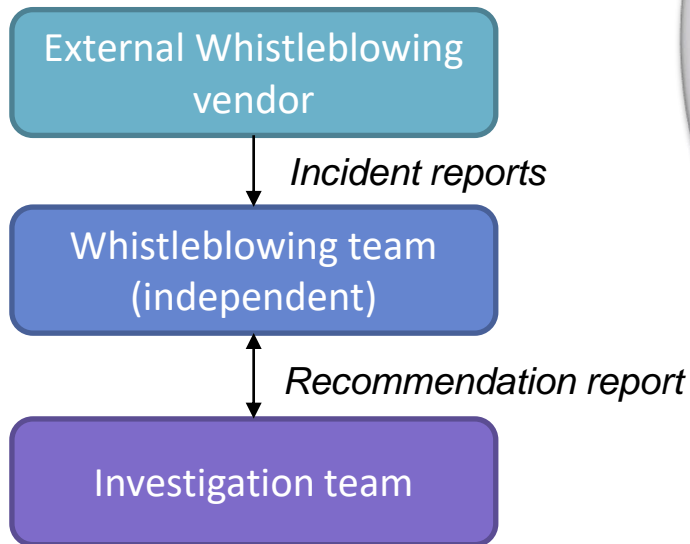 External Whistleblowing
vendor
Incident reports
Whistleblowing team
(independent)
Recommendation report
Investigation team